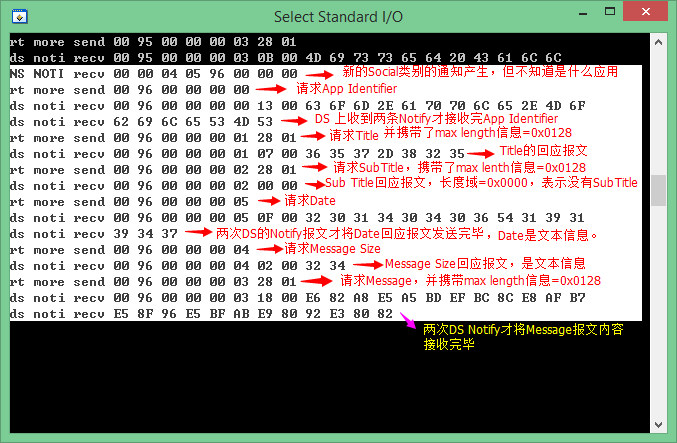 Select Standard I/O
rt more send 00 95 00 00 00 03 28 01
ds noti recv 00 95 00 00 00 03 0B 00 4D 69 73 73 65 64 20 43 61 6C 6C
NS NOTI recv 00 00 04 05 96 00 00 00 新的Social类别的通知产生，但不知道是什么应用
rt more send 00 96 00 00 00 00 请求App Identifier
ds noti recv 00 96 00 00 00 00 13 00 63 6F 6D 2E 61 70 70 6C 65 2E 4D 6F
ds noti recv 62 69 6C 65 53 4D 53 DS 上收到两条Notify才接收完App Identifier
rt more send 00 96 00 00 00 01 28 01 请求Title 并携带了max length信息=0x0128
ds noti recv 00 96 00 00 00 01 07 00 36 35 37 2D 38 32 35 Title的回应报文
rt more send 00 96 00 00 00 02 28 01 请求SubTitle，携带了max lenth信息=0x0128
ds noti recv 00 96 00 00 00 02 00 00 Sub Title回应报文，长度域=0x0000，表示没有SubTitle
rt more send 00 96 00 00 00 05 请求Date
ds noti recv 00 96 00 00 00 05 0F 00 32 30 31 34 30 34 30 36 54 31 39 31
ds noti recv 39 34 37 两次DS的Notify报文才将Date回应报文发送完毕，Date是文本信息。
rt more send 00 96 00 00 00 04 请求Message Size
ds noti recv 00 96 00 00 00 04 02 00 32 34 Message Size回应报文，是文本信息
rt more send 00 96 00 00 00 03 28 01 请求Message，并携带了max length信息=0x0128
ds noti recv 00 96 00 00 00 03 18 00 E6 82 A8 E5 A5 BD EF BC 8C E8 AF B7
ds noti recv E5 8F 96 E5 BF AB E9 80 92 E3 80 82
两次DS Notify才将Message报文内容
接收完毕